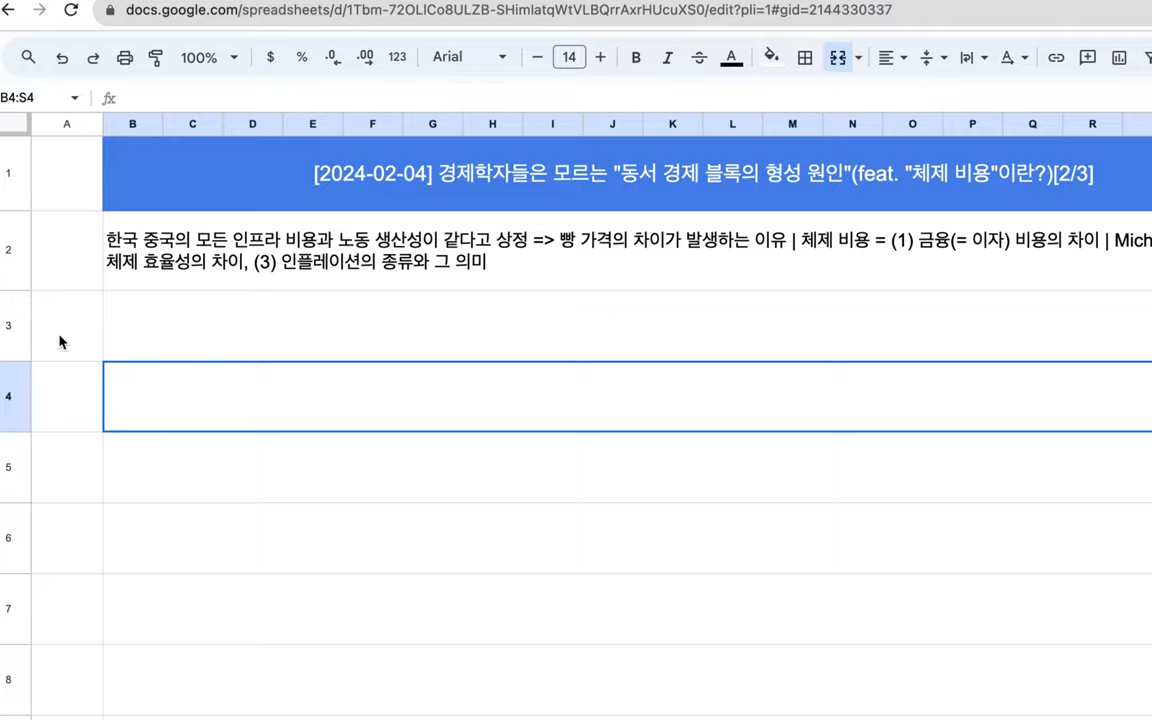 docs.google.com/spreadsheets/d/1Tbm-72OLlCo8ULZB-SHimlatqWtVLBQrrAxrHUcuXS0/edit?pli=1#gid=2144330337
100% $ % .0 .00 123 Arial 14 B I A
B4:S4 fx
A B C D E F G H I J K L M N O P Q R
1 [2024-02-04] 경제학자들은 모르는 "동서 경제 블록의 형성 원인"(feat. "체제 비용"이란?)[2/3]
2 한국 중국의 모든 인프라 비용과 노동 생산성이 같다고 상정 => 빵 가격의 차이가 발생하는 이유 | 체제 비용 = (1) 금융(= 이자) 비용의 차이 | Mich
체제 효율성의 차이, (3) 인플레이션의 종류와 그 의미
3
4
5
6
7
8